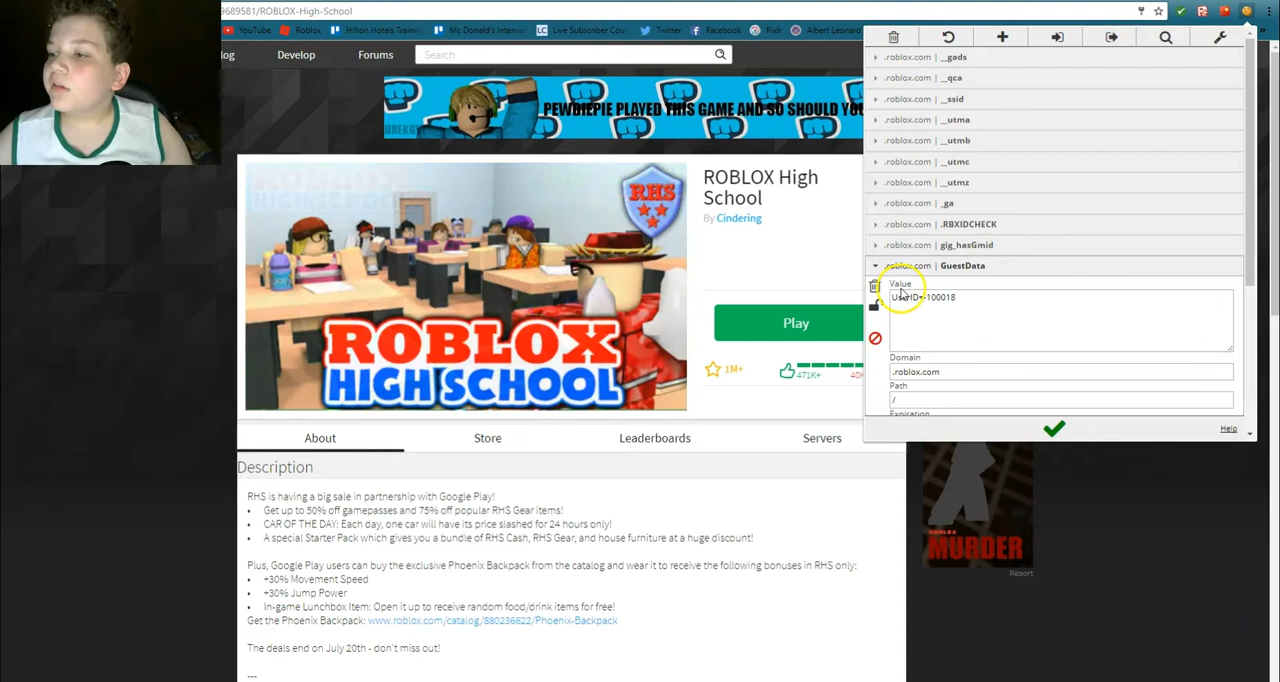 9689581/ROBLOX-High-School
YouTube
Roblox
Hilton Hotels Traini
Mc Donald's Intervie
Live Subscriber Cou
Twitter
Facebook
Pixlr
Albert Leonard
log
Develop
Forums
Search
PEWDIEPIE PLAYED THIS GAME AND SO SHOULD YOU
RHS
ROBLOX
HIGH SCHOOL
ROBLOX High
School
By Cindering
Play
1M+
471K+
40K
.roblox.com | __gads
.roblox.com | __qca
.roblox.com | __ssid
.roblox.com | __utma
.roblox.com | __utmb
.roblox.com | __utmc
.roblox.com | __utmz
.roblox.com | _ga
.roblox.com | .RBXIDCHECK
.roblox.com | gig_hasGmid
.roblox.com | GuestData
Value
UserID=-100018
Domain
.roblox.com
Path
/
Expiration
Help
About
Store
Leaderboards
Servers
Description
RHS is having a big sale in partnership with Google Play!
• Get up to 50% off gamepasses and 75% off popular RHS Gear items!
• CAR OF THE DAY: Each day, one car will have its price slashed for 24 hours only!
• A special Starter Pack which gives you a bundle of RHS Cash, RHS Gear, and house furniture at a huge discount!
Plus, Google Play users can buy the exclusive Phoenix Backpack from the catalog and wear it to receive the following bonuses in RHS only:
• +30% Movement Speed
• +30% Jump Power
• In-game Lunchbox Item: Open it up to receive random food/drink items for free!
Get the Phoenix Backpack: www.roblox.com/catalog/880236622/Phoenix-Backpack
The deals end on July 20th - don't miss out!
---
MURDER
Report